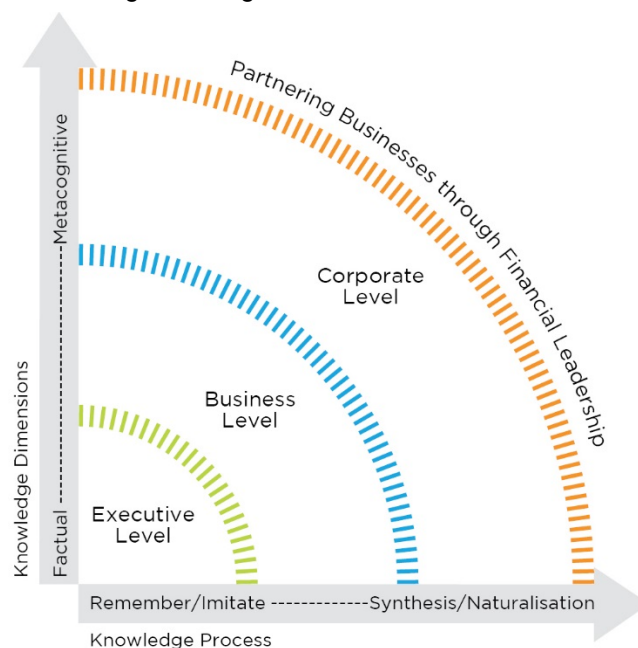 Partnering Businesses through Financial Leadership
Corporate
Level
Business
Level
Executive
Level
Knowledge Dimensions
Factual ---------------------Metacognitive
Remember/Imitate ------------Synthesis/Naturalisation
Knowledge Process